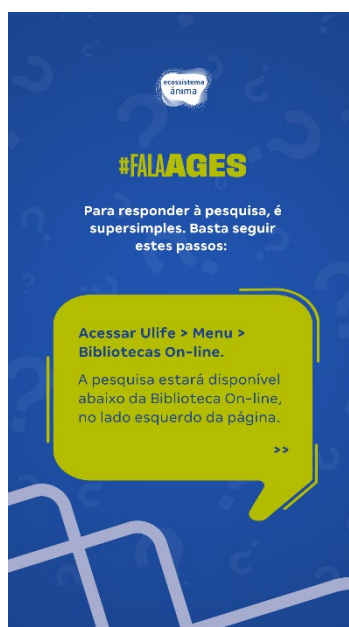 ecossistema
ânima
#FALAAGES
Para responder à pesquisa, é
supersimples. Basta seguir
estes passos:
Acessar Ulife > Menu >
Bibliotecas On-line.
A pesquisa estará disponível
abaixo da Biblioteca On-line,
no lado esquerdo da página.
>>